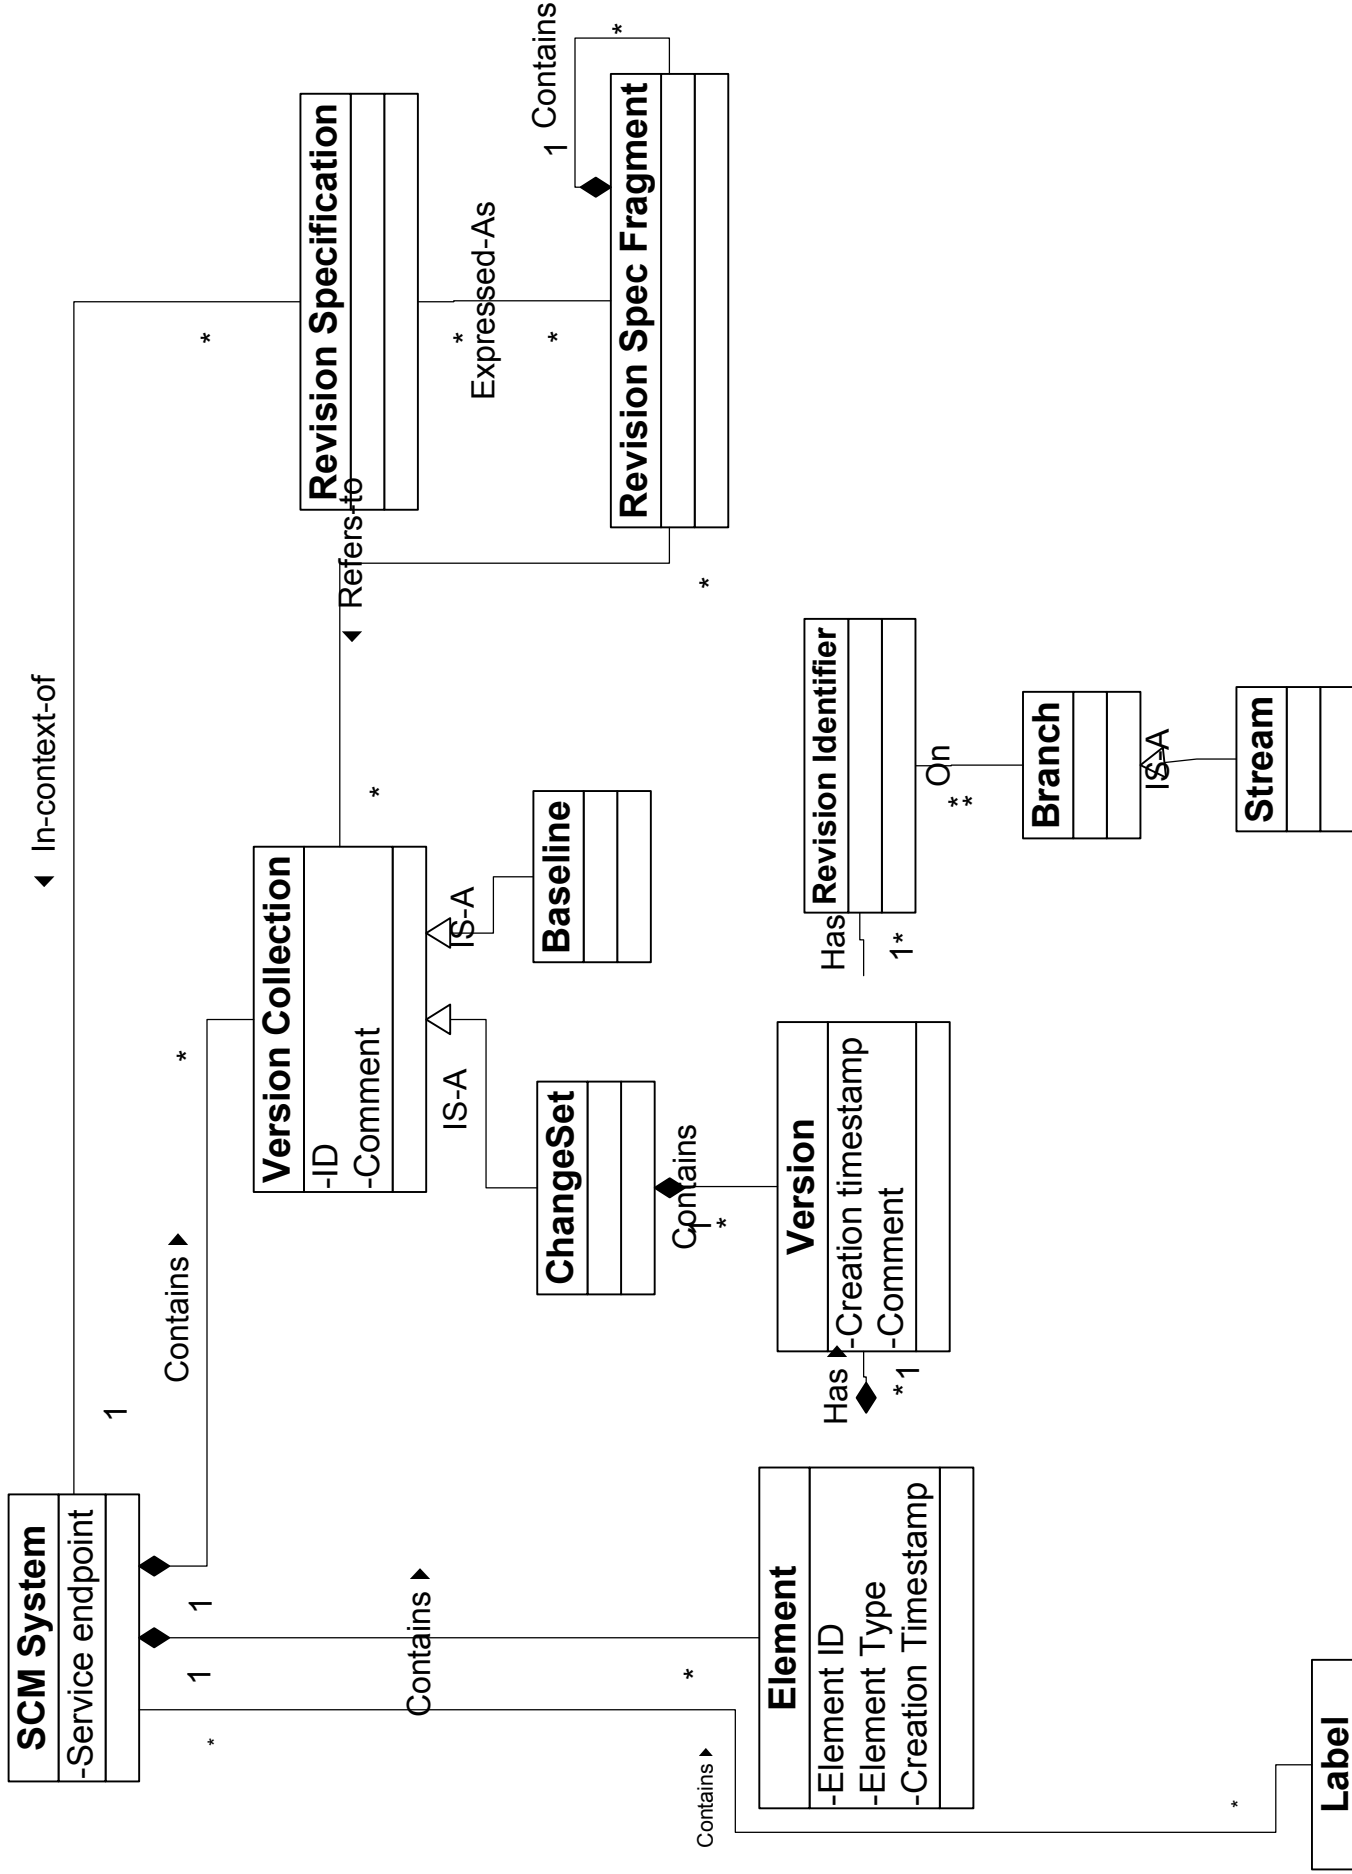 SCM System
-Service endpoint
1
◄ In-context-of
*
Revision Specification
*
Expressed-As
*
Revision Spec Fragment
1
Contains
*
◄ Refers-to
*
*
1
Contains ►
*
Version Collection
-ID
-Comment
IS-A
IS-A
Baseline
ChangeSet
Contains
1
*
Version
-Creation timestamp
-Comment
1
Contains ►
*
Element
-Element ID
-Element Type
-Creation Timestamp
Has ►
*1
Has
1*
Revision Identifier
On
**
Branch
IS-A
Stream
*
Contains ►
*
Label